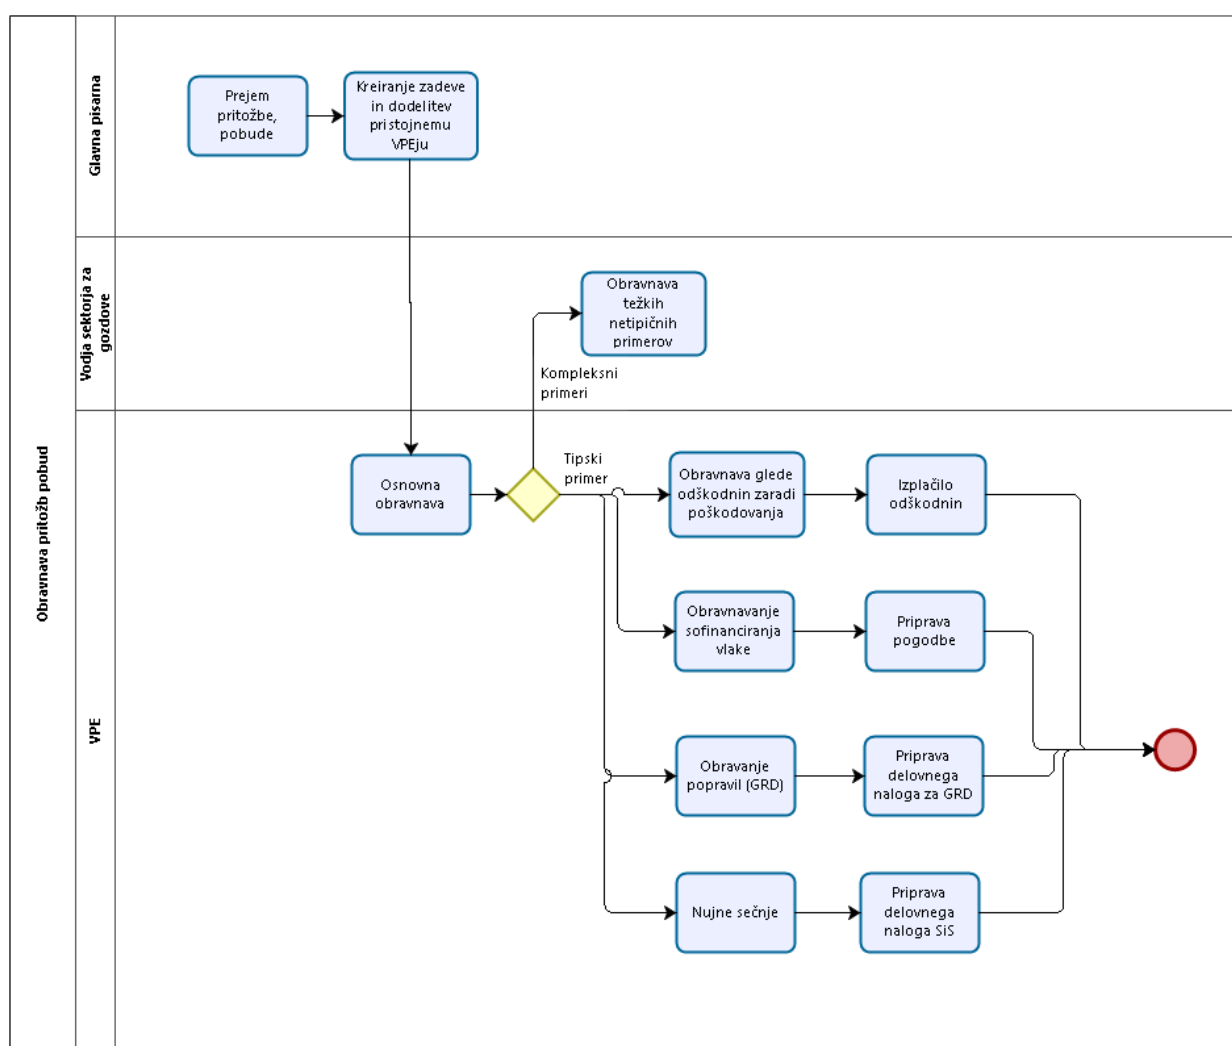 Obravnava pritožb pobud
Glavna pisarna
Prejem
pritožbe,
pobude
Kreiranje zadeve
in dodelitev
pristojnemu
VPEju
Vodja sektorja za
gozdove
Obravnava
težkih
netipičnih
primerov
Kompleksni
primeri
VPE
Osnovna
obravnava
Tipski
primer
Obravnava glede
odškodnin zaradi
poškodovanja
Izplačilo
odškodnin
Obravnavanje
sofinanciranja
vlake
Priprava
pogodbe
Obravanje
popravil (GRD)
Priprava
delovnega
naloga za GRD
Nujne sečnje
Priprava
delovnega
naloga SiS